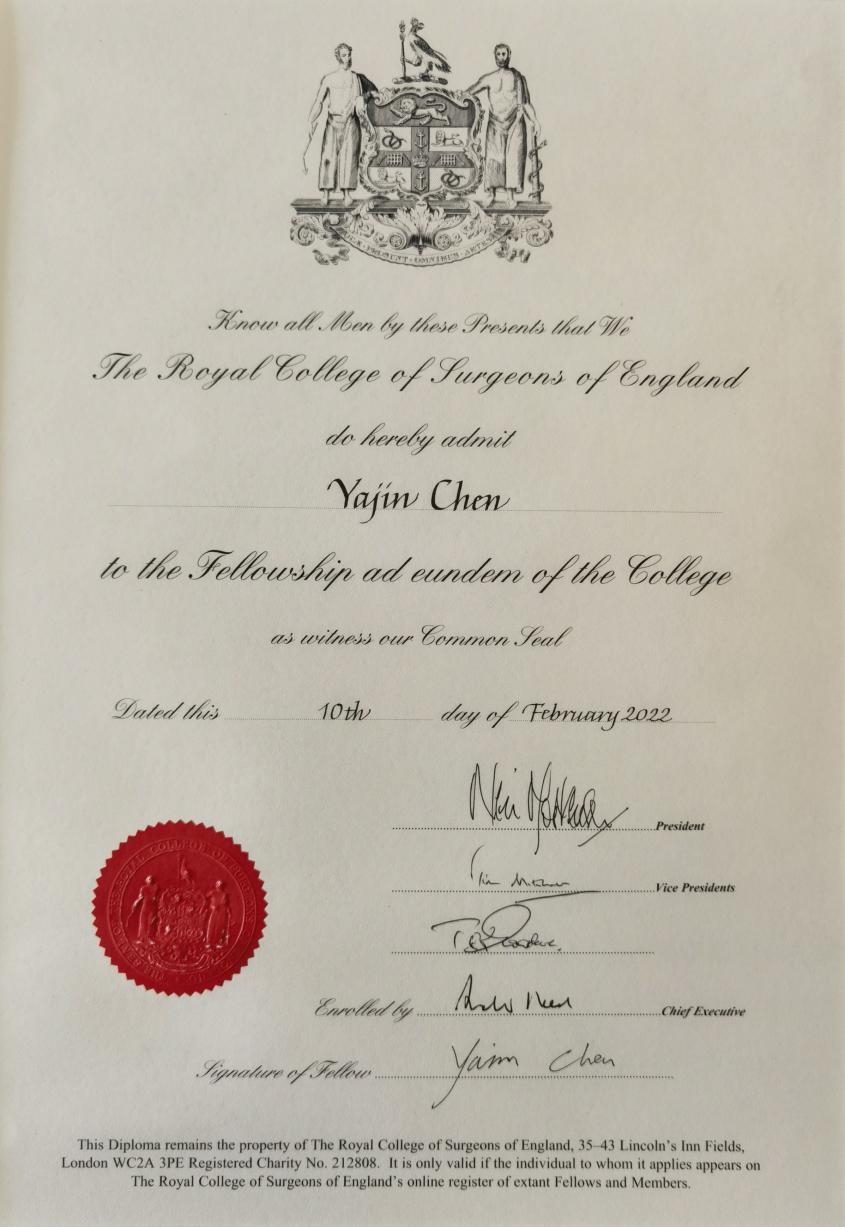 Know all Men by these Presents that We
The Royal College of Surgeons of England
do hereby admit
Yajin Chen
to the Fellowship ad eundem of the College
as witness our Common Seal
Dated this 10th day of February 2022
President
Vice Presidents
Enrolled by Chief Executive
Signature of Fellow Yajin Chen
This Diploma remains the property of The Royal College of Surgeons of England, 35–43 Lincoln's Inn Fields,
London WC2A 3PE Registered Charity No. 212808. It is only valid if the individual to whom it applies appears on
The Royal College of Surgeons of England's online register of extant Fellows and Members.